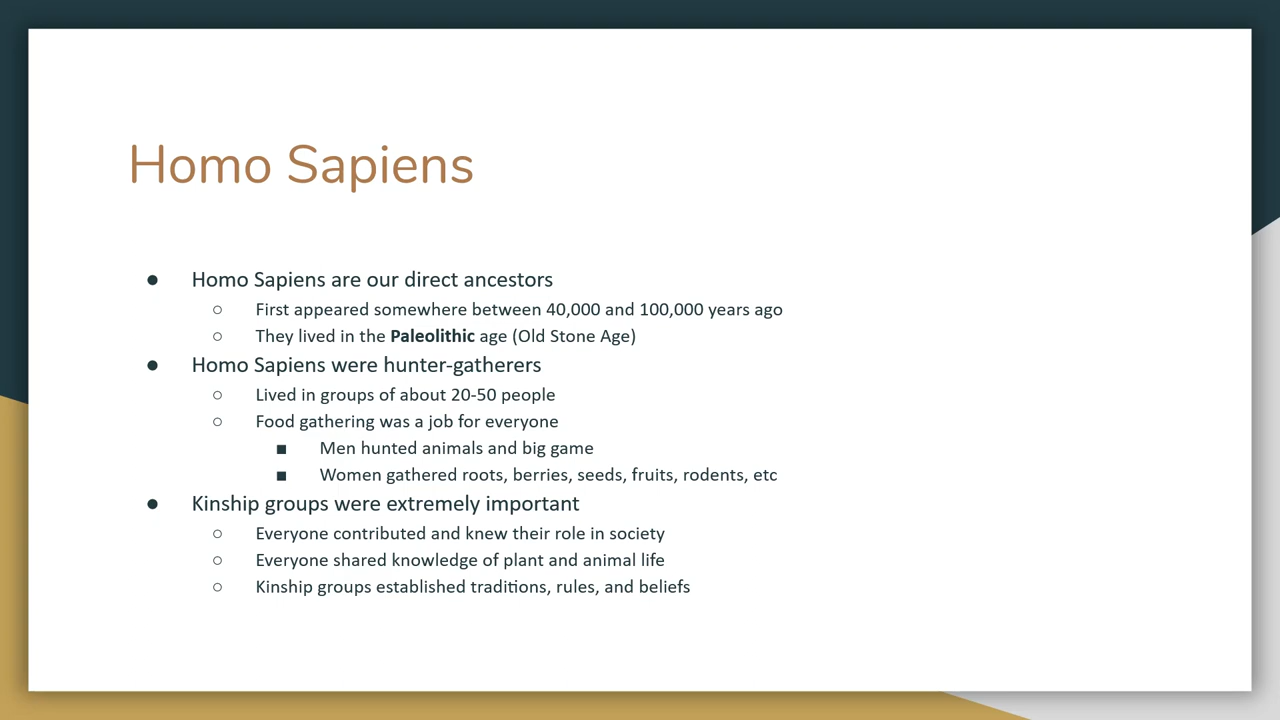 Homo Sapiens
● Homo Sapiens are our direct ancestors
○ First appeared somewhere between 40,000 and 100,000 years ago
○ They lived in the Paleolithic age (Old Stone Age)
● Homo Sapiens were hunter-gatherers
○ Lived in groups of about 20-50 people
○ Food gathering was a job for everyone
■ Men hunted animals and big game
■ Women gathered roots, berries, seeds, fruits, rodents, etc
● Kinship groups were extremely important
○ Everyone contributed and knew their role in society
○ Everyone shared knowledge of plant and animal life
○ Kinship groups established traditions, rules, and beliefs